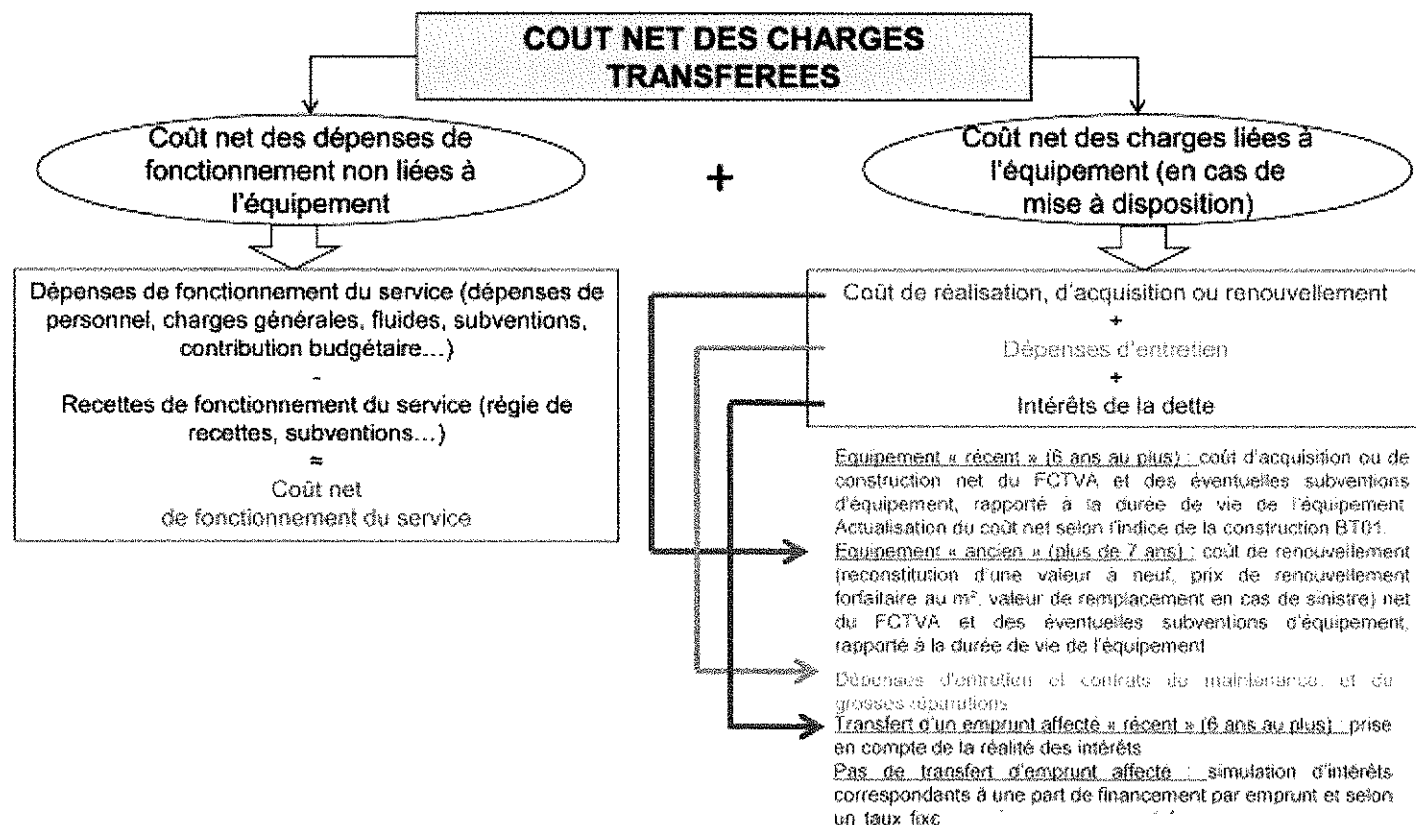 COUT NET DES CHARGES
TRANSFEREES
Coût net des dépenses de
fonctionnement non liées à
l'équipement
+
Coût net des charges liées à
l'équipement (en cas de
mise à disposition)
Dépenses de fonctionnement du service (dépenses de
personnel, charges générales, fluides, subventions,
contribution budgétaire...)
-
Recettes de fonctionnement du service (régie de
recettes, subventions...)
=
Coût net
de fonctionnement du service
Coût de réalisation, d'acquisition ou renouvellement
+
Dépenses d'entretien
+
Intérêts de la dette
Equipement « récent » (6 ans au plus) : coût d'acquisition ou de
construction net du FCTVA et des éventuelles subventions
d'équipement, rapporté à la durée de vie de l'équipement
Actualisation du coût net selon l'indice de la construction BT01.
Equipement « ancien » (plus de 7 ans) : coût de renouvellement
(reconstitution d'une valeur à neuf, prix de renouvellement
forfaitaire au m², valeur de remplacement en cas de sinistre) net
du FCTVA et des éventuelles subventions d'équipement,
rapporté à la durée de vie de l'équipement
Dépenses d'entretien et contrats de maintenance, et de
grosses réparations
Transfert d'un emprunt affecté « récent » (6 ans au plus) : prise
en compte de la réalité des intérêts
Pas de transfert d'emprunt affecté : simulation d'intérêts
correspondants à une part de financement par emprunt et selon
un taux fixe